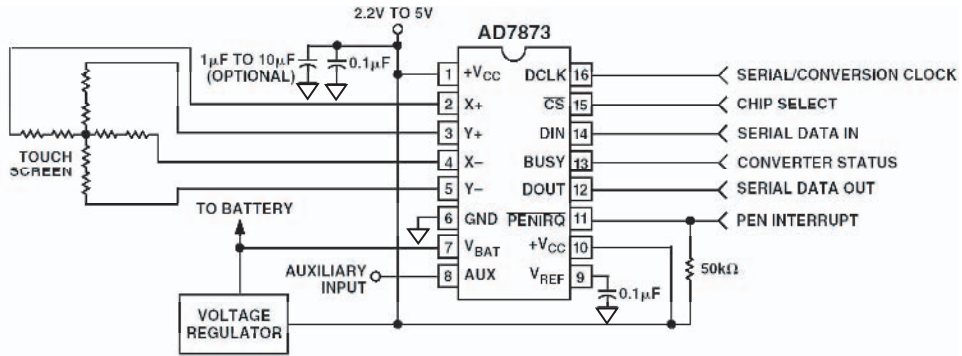 2.2V TO 5V
AD7873
1µF TO 10µF
(OPTIONAL)
0.1µF
1 +VCC DCLK 16 SERIAL/CONVERSION CLOCK
2 X+ CS 15 CHIP SELECT
3 Y+ DIN 14 SERIAL DATA IN
4 X– BUSY 13 CONVERTER STATUS
5 Y– DOUT 12 SERIAL DATA OUT
6 GND PENIRQ 11 PEN INTERRUPT
7 VBAT +VCC 10
8 AUX VREF 9
TOUCH
SCREEN
TO BATTERY
AUXILIARY
INPUT
50kΩ
0.1µF
VOLTAGE
REGULATOR